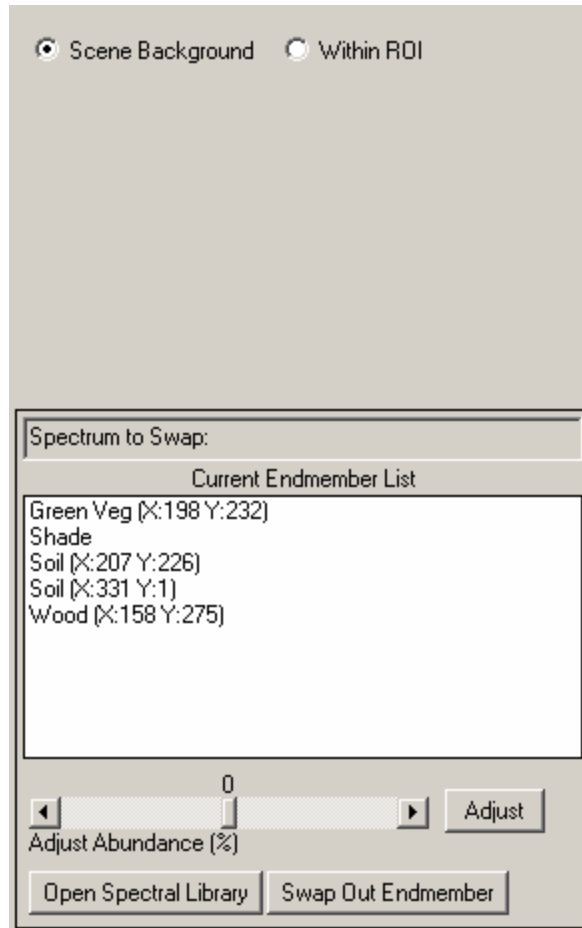 Scene Background Within ROI
Spectrum to Swap:
Current Endmember List
Green Veg (X:198 Y:232)
Shade
Soil (X:207 Y:226)
Soil (X:331 Y:1)
Wood (X:158 Y:275)
0
Adjust
Adjust Abundance (%)
Open Spectral Library Swap Out Endmember